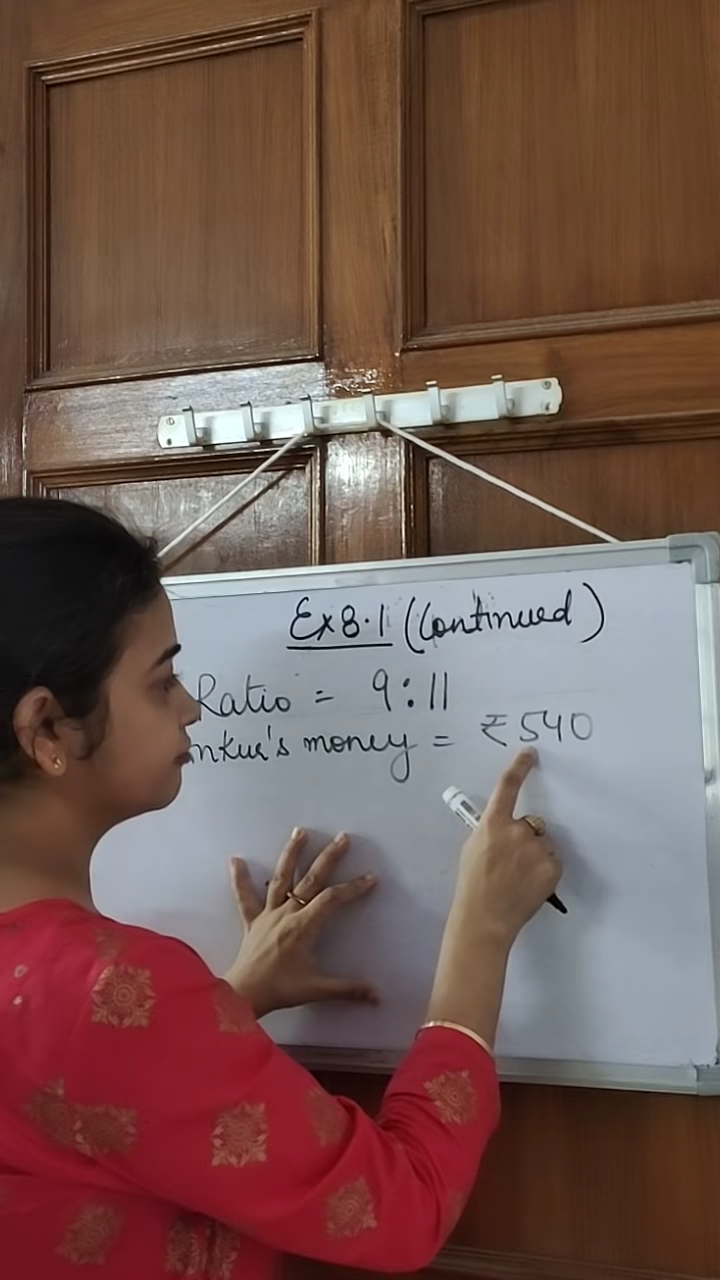 Ex 8.1 (Continued)
Ratio = 9:11
nkur's money = ₹540